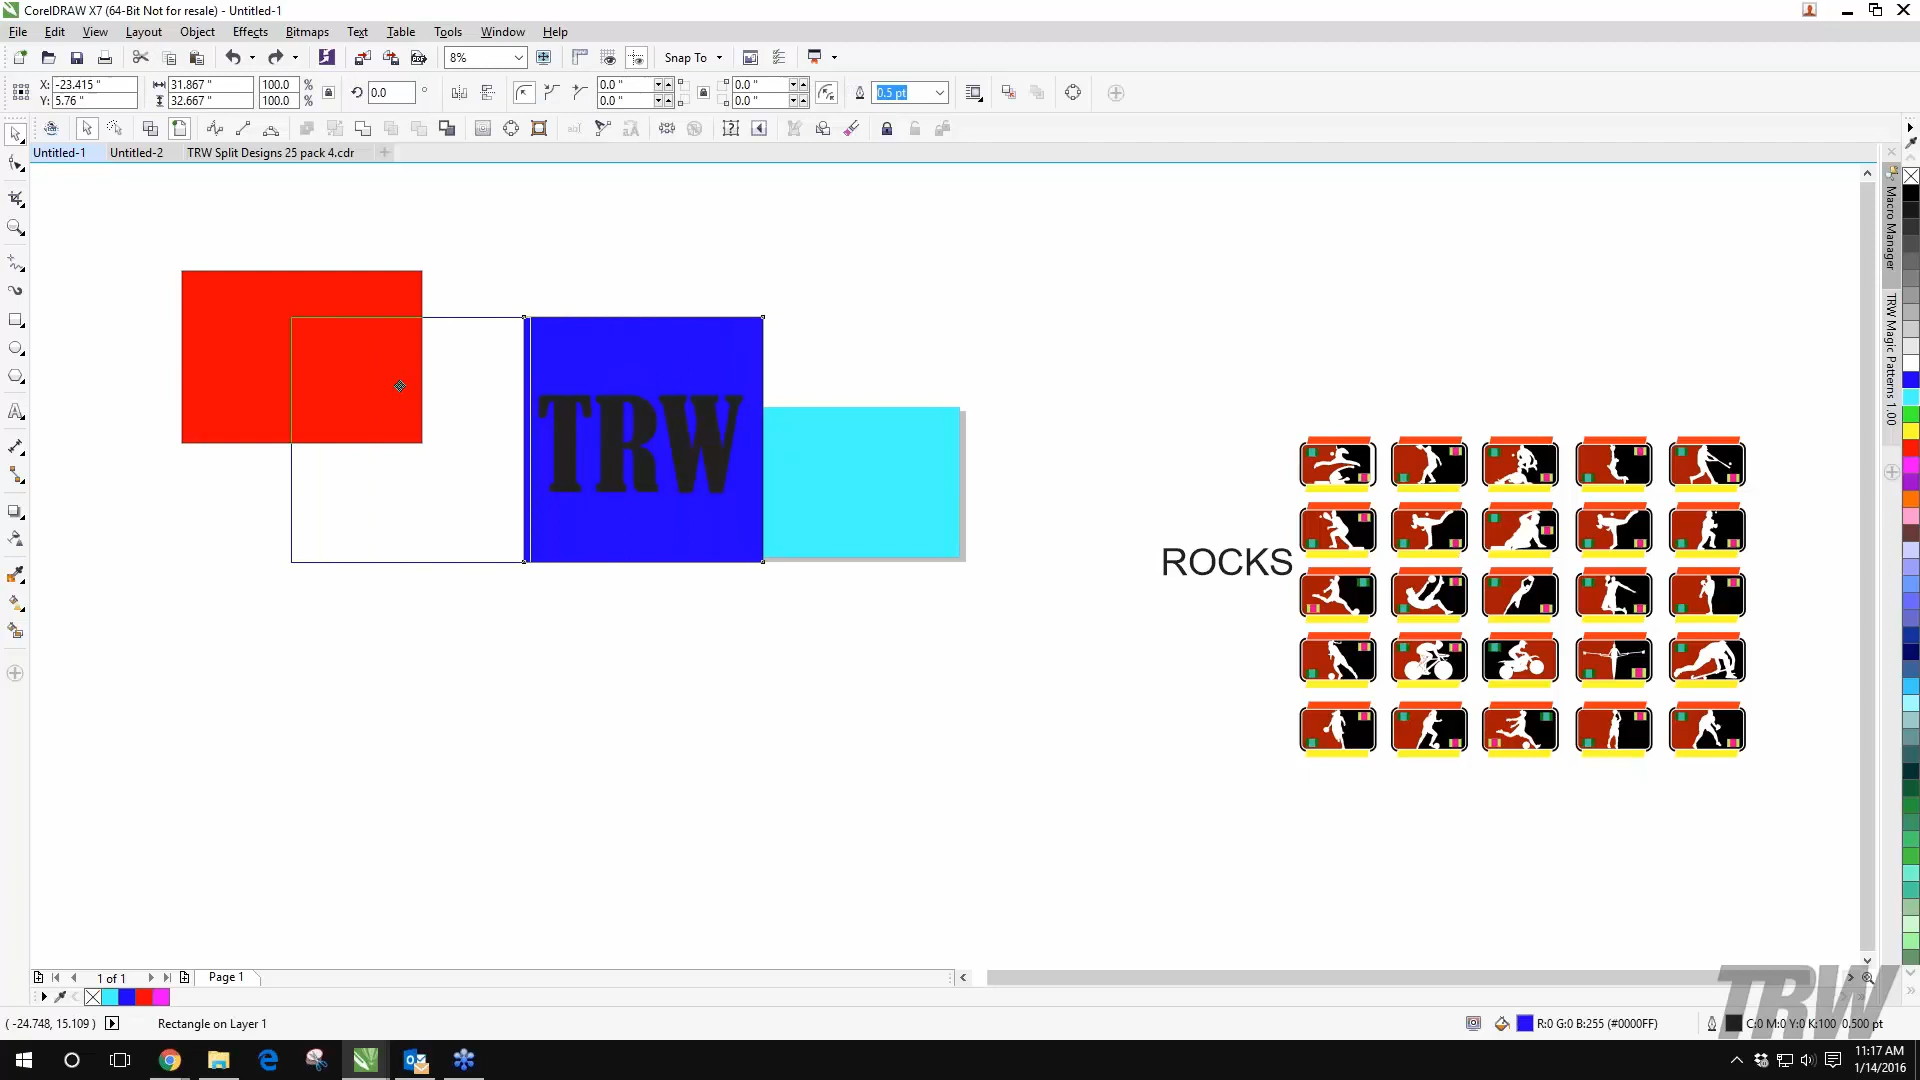 CorelDRAW X7 (64-Bit Not for resale) - Untitled-1
File Edit View Layout Object Effects Bitmaps Text Table Tools Window Help
8% Snap To
X: -23.415 " 31.867 " 100.0 % 0.0 ° 0.0 " 0.0 " 0.5 pt
Y: 5.76 " 32.667 " 100.0 % 0.0 " 0.0 "
Untitled-1 Untitled-2 TRW Split Designs 25 pack 4.cdr
Macro Manager
TRW Magic Patterns 1.00
TRW
ROCKS
1 of 1 Page 1
TRW
( -24.748, 15.109 ) Rectangle on Layer 1 R:0 G:0 B:255 (#0000FF) C:0 M:0 Y:0 K:100 0.500 pt
11:17 AM
1/14/2016